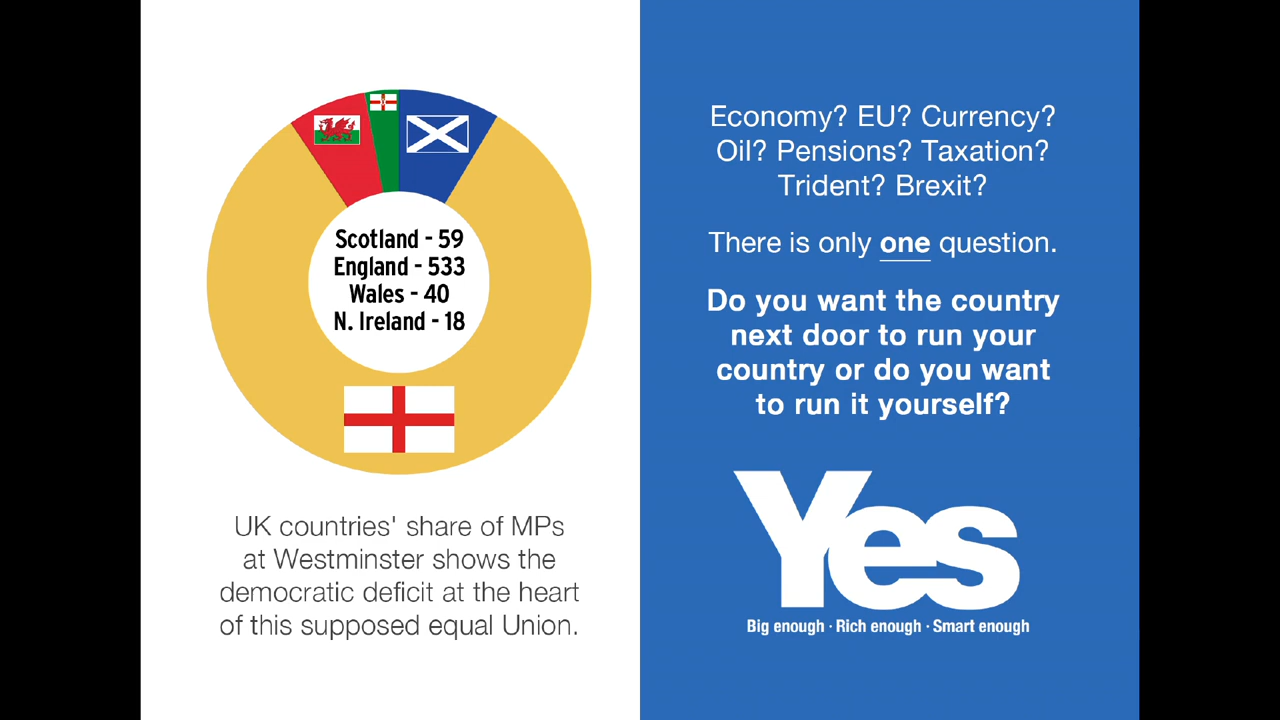 Scotland - 59
England - 533
Wales - 40
N. Ireland - 18
UK countries' share of MPs
at Westminster shows the
democratic deficit at the heart
of this supposed equal Union.
Economy? EU? Currency?
Oil? Pensions? Taxation?
Trident? Brexit?
There is only one question.
Do you want the country
next door to run your
country or do you want
to run it yourself?
Yes
Big enough · Rich enough · Smart enough